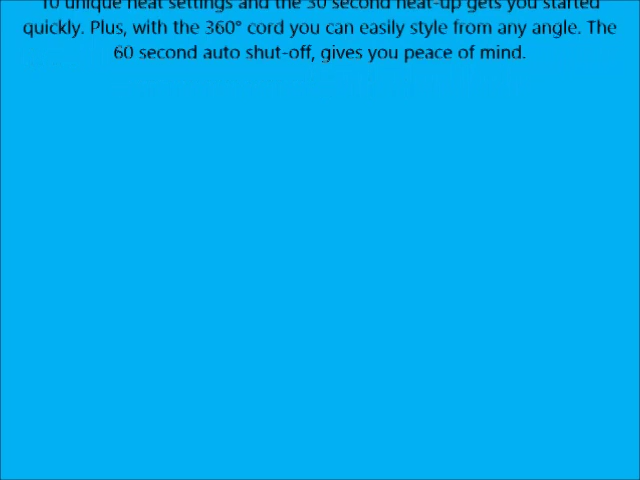 10 unique heat settings and the 30 second heat-up gets you started
quickly. Plus, with the 360° cord you can easily style from any angle. The
60 second auto shut-off, gives you peace of mind.